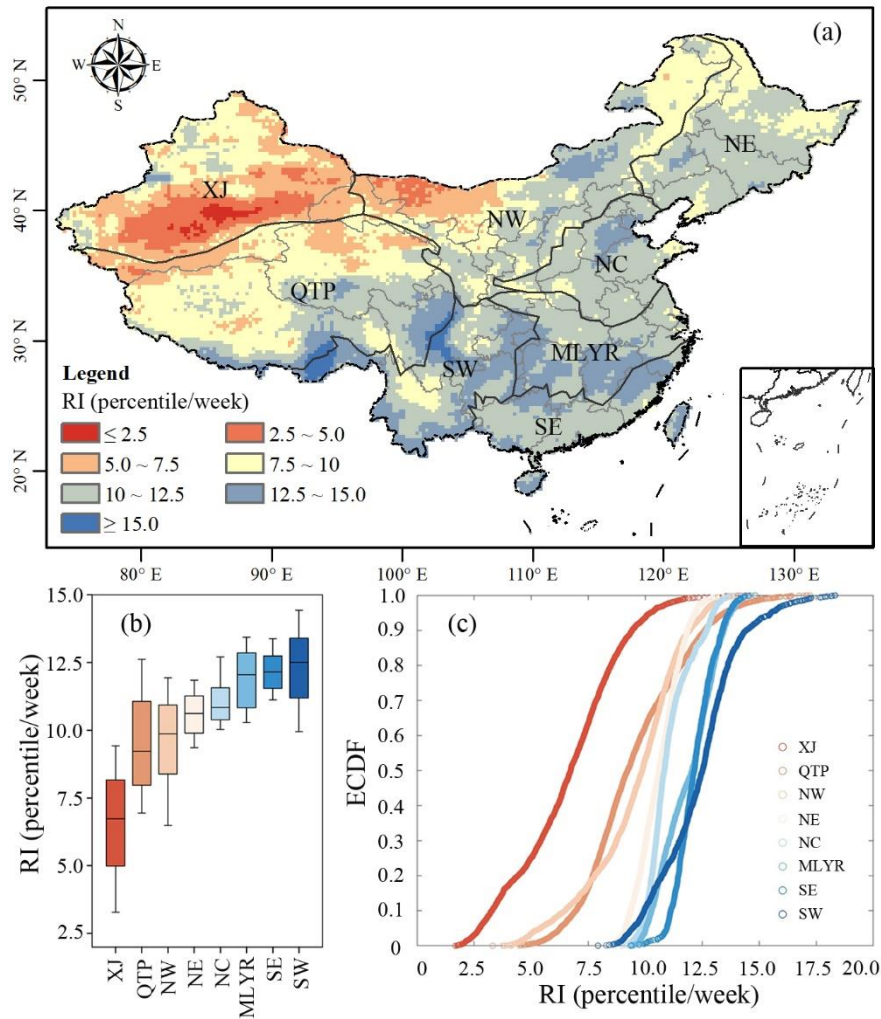 (a)
N
W E
S
50° N
40° N
30° N
20° N
XJ
NE
NW
NC
QTP
MLYR
SW
SE
Legend
RI (percentile/week)
≤ 2.5 2.5 ~ 5.0
5.0 ~ 7.5 7.5 ~ 10
10 ~ 12.5 12.5 ~ 15.0
≥ 15.0
80° E 90° E 100° E 110° E 120° E 130° E
(b)
RI (percentile/week)
15.0
12.5
10.0
7.5
5.0
2.5
XJ
QTP
NW
NE
NC
MLYR
SE
SW
(c)
ECDF
1.0
0.9
0.8
0.7
0.6
0.5
0.4
0.3
0.2
0.1
0
XJ
QTP
NW
NE
NC
MLYR
SE
SW
0 2.5 5.0 7.5 10.0 12.5 15.0 17.5 20.0
RI (percentile/week)